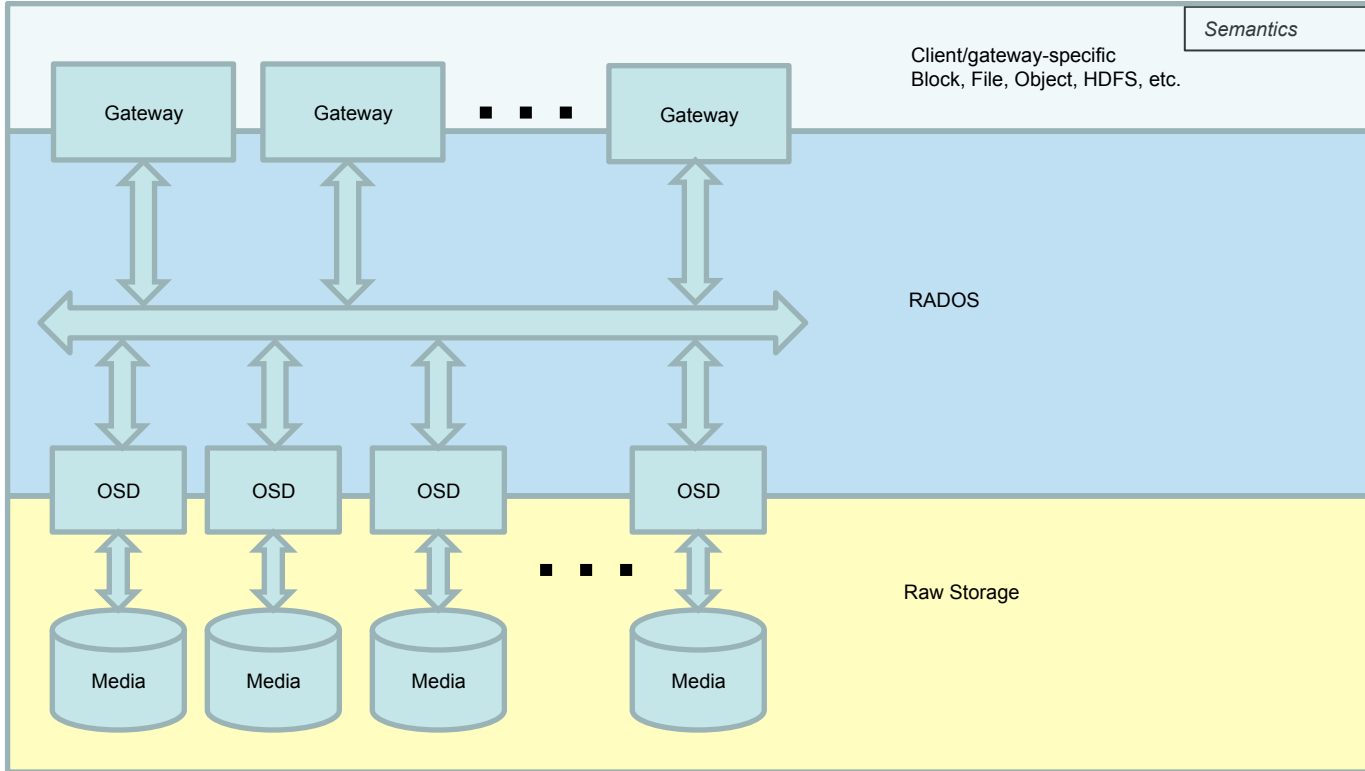 Semantics
Client/gateway-specific
Block, File, Object, HDFS, etc.
Gateway
Gateway
Gateway
RADOS
OSD
OSD
OSD
OSD
Raw Storage
Media
Media
Media
Media